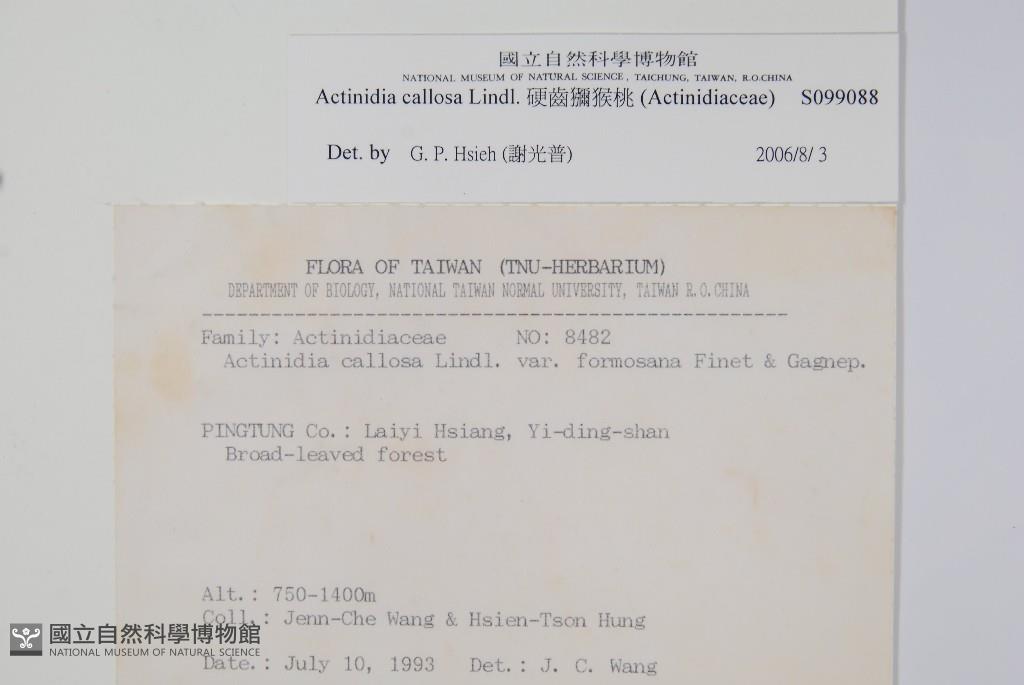 國立自然科學博物館
NATIONAL MUSEUM OF NATURAL SCIENCE, TAICHUNG, TAIWAN, R.O.CHINA
Actinidia callosa Lindl. 硬齒獼猴桃 (Actinidiaceae) S099088
Det. by G. P. Hsieh (謝光普) 2006/8/ 3
FLORA OF TAIWAN (TNU-HERBARIUM)
DEPARTMENT OF BIOLOGY, NATIONAL TAIWAN NORMAL UNIVERSITY, TAIWAN R.O.CHINA
Family: Actinidiaceae NO: 8482
Actinidia callosa Lindl. var. formosana Finet & Gagnep.
PINGTUNG Co.: Laiyi Hsiang, Yi-ding-shan
Broad-leaved forest
Alt.: 750-1400m
Coll.: Jenn-Che Wang & Hsien-Tson Hung
Date.: July 10, 1993 Det.: J. C. Wang
國立自然科學博物館
NATIONAL MUSEUM OF NATURAL SCIENCE